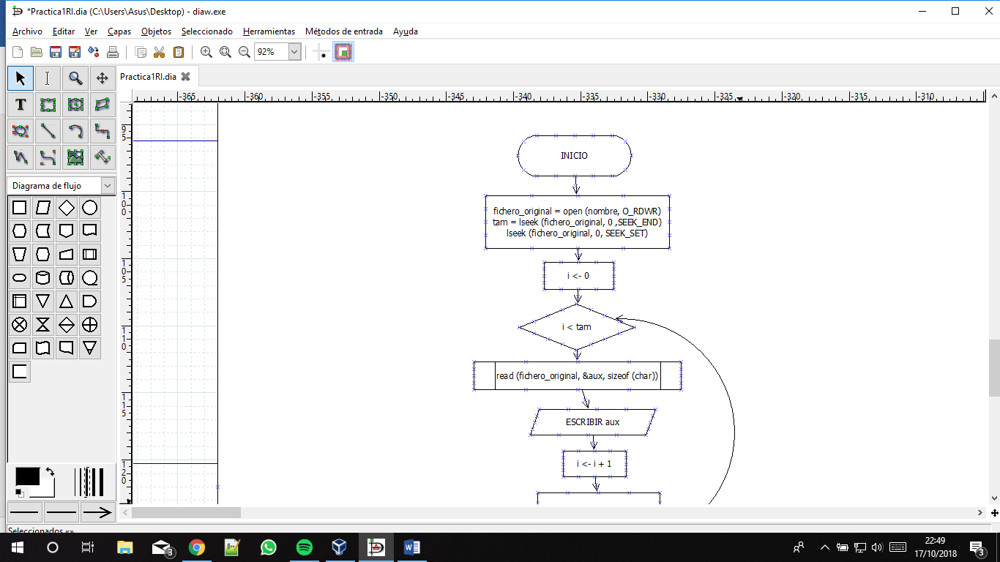 *Practica1RI.dia (C:\Users\Asus\Desktop) - diaw.exe
Archivo Editar Ver Capas Objetos Seleccionado Herramientas Métodos de entrada Ayuda
92%
Practica1RI.dia
-365 -360 -355 -350 -345 -340 -335 -330 -325 -320 -315 -310
T
Diagrama de flujo
95
100
105
110
115
120
INICIO
fichero_original = open (nombre, O_RDWR)
tam = lseek (fichero_original, 0 ,SEEK_END)
lseek (fichero_original, 0, SEEK_SET)
i <- 0
i < tam
read (fichero_original, &aux, sizeof (char))
ESCRIBIR aux
i <- i + 1
Seleccionados «»
3
W
22:49
17/10/2018
3